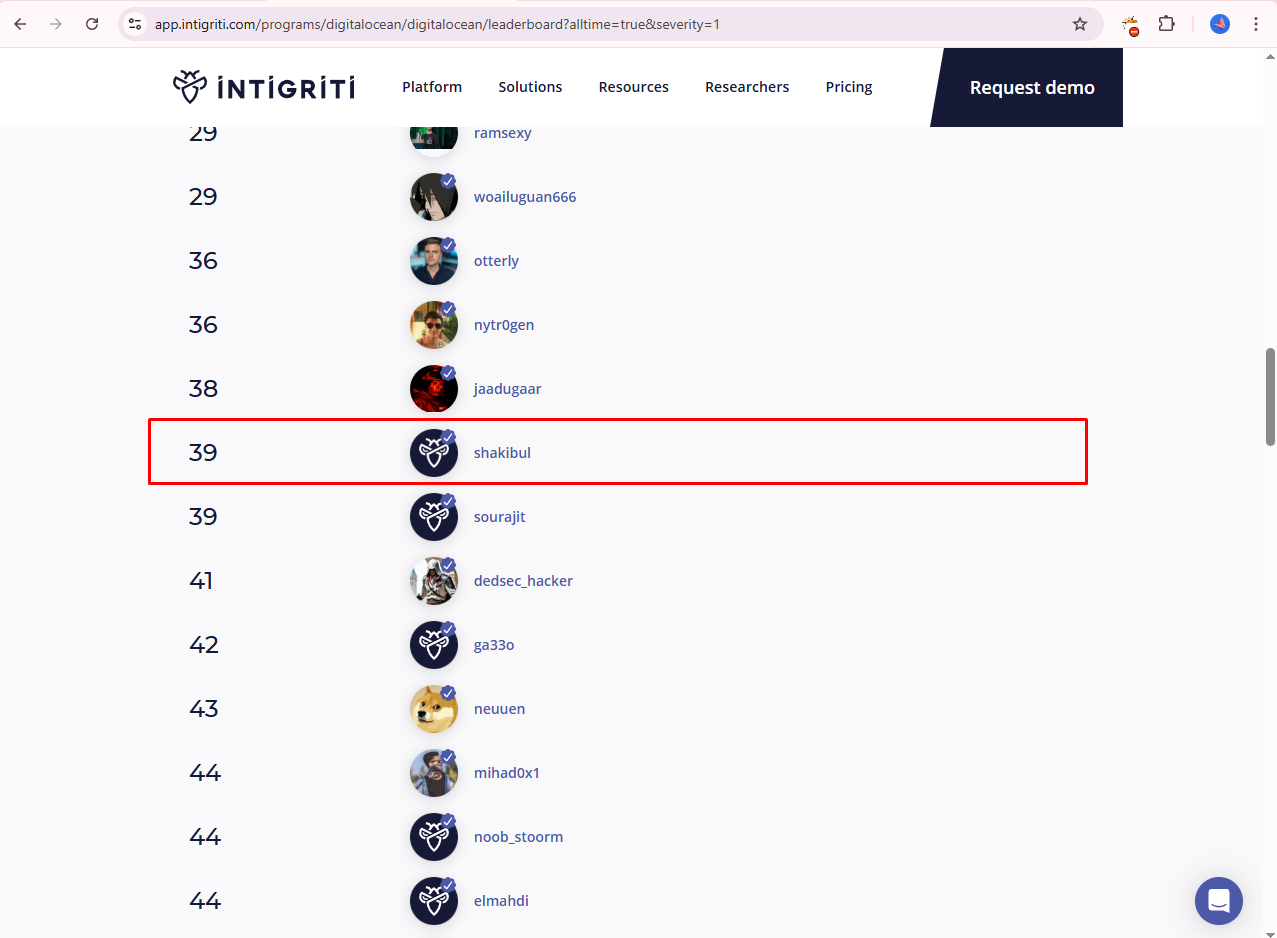 app.intigriti.com/programs/digitalocean/digitalocean/leaderboard?alltime=true&severity=1
INTIGRITI Platform Solutions Resources Researchers Pricing Request demo
29 ramsexy
29 woailuguan666
36 otterly
36 nytr0gen
38 jaadugaar
39 shakibul
39 sourajit
41 dedsec_hacker
42 ga33o
43 neuuen
44 mihad0x1
44 noob_stoorm
44 elmahdi